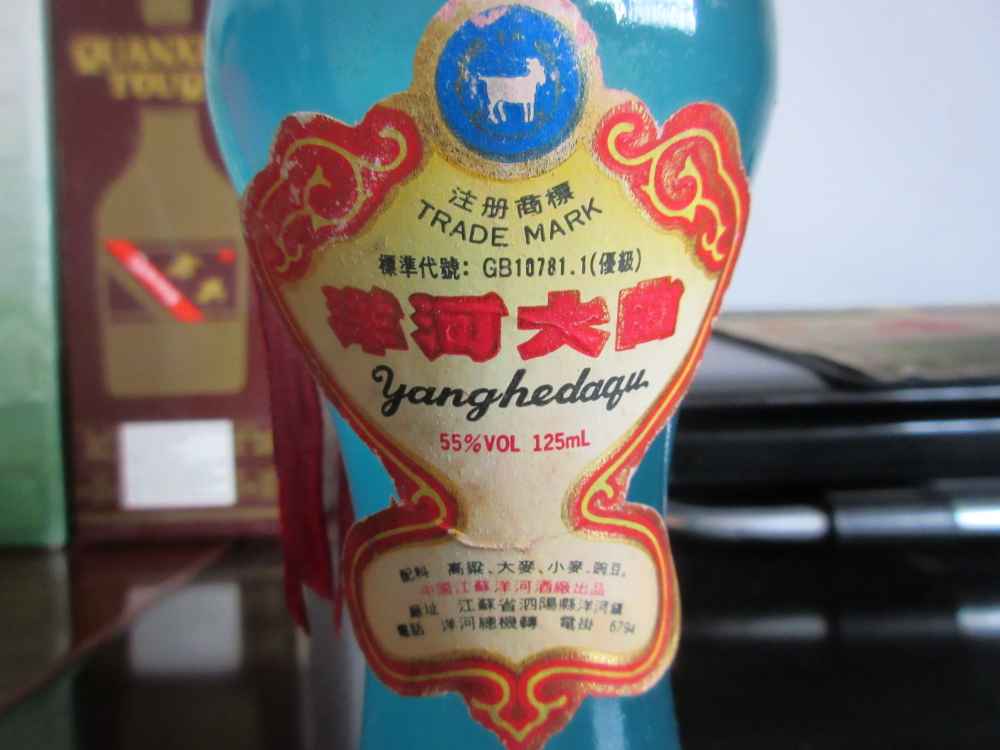 注册商標
TRADE MARK
標準代號: GB10781.1(優級)
洋河大曲
Yanghedaqu
55%VOL 125mL
配料 高粱、大麥、小麥、豌豆。
中國江蘇洋河酒廠出品
廠址 江蘇省泗陽縣洋河鎮
電話 洋河總機轉 電掛 6794